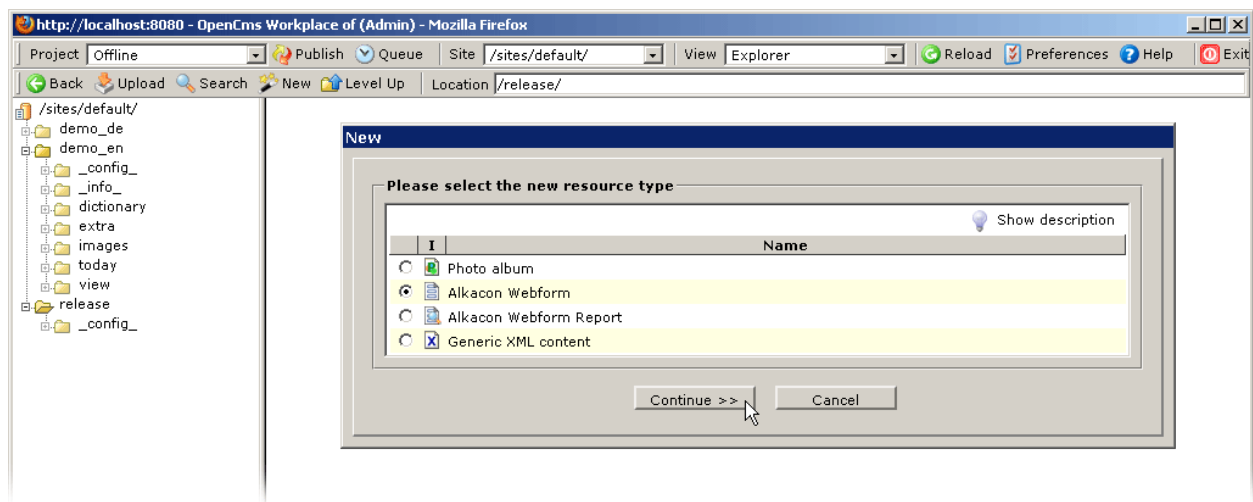 http://localhost:8080 - OpenCms Workplace of (Admin) - Mozilla Firefox
Project Offline Publish Queue Site /sites/default/ View Explorer Reload Preferences Help Exit
Back Upload Search New Level Up Location /release/
/sites/default/
demo_de
demo_en
_config_
_info_
dictionary
extra
images
today
view
release
_config_
New
Please select the new resource type
Show description
I Name
Photo album
Alkacon Webform
Alkacon Webform Report
Generic XML content
Continue >> Cancel